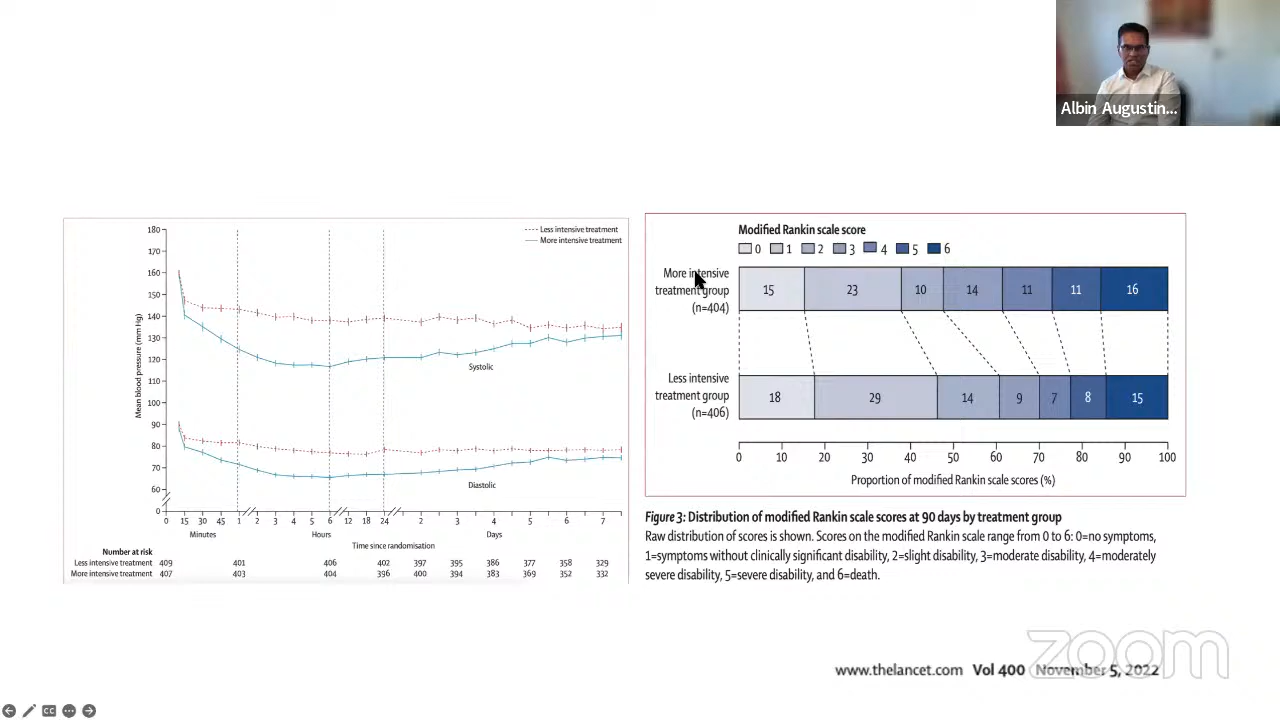 Albin Augustin...
180
170
160
150
140
130
120
110
100
90
80
70
60
0
Mean blood pressure (mm Hg)
Less intensive treatment
More intensive treatment
Systolic
Diastolic
0 15 30 45 1 2 3 4 5 6 12 18 24 2 3 4 5 6 7
Minutes Hours Days
Time since randomisation
Number at risk
Less intensive treatment 409 401 406 402 397 395 386 377 358 329
More intensive treatment 407 403 404 396 400 394 383 369 352 332
Modified Rankin scale score
0 1 2 3 4 5 6
More intensive
treatment group
(n=404)
15 23 10 14 11 11 16
Less intensive
treatment group
(n=406)
18 29 14 9 7 8 15
0 10 20 30 40 50 60 70 80 90 100
Proportion of modified Rankin scale scores (%)
Figure 3: Distribution of modified Rankin scale scores at 90 days by treatment group
Raw distribution of scores is shown. Scores on the modified Rankin scale range from 0 to 6: 0=no symptoms,
1=symptoms without clinically significant disability, 2=slight disability, 3=moderate disability, 4=moderately
severe disability, 5=severe disability, and 6=death.
www.thelancet.com Vol 400 November 5, 2022
zoom
CC